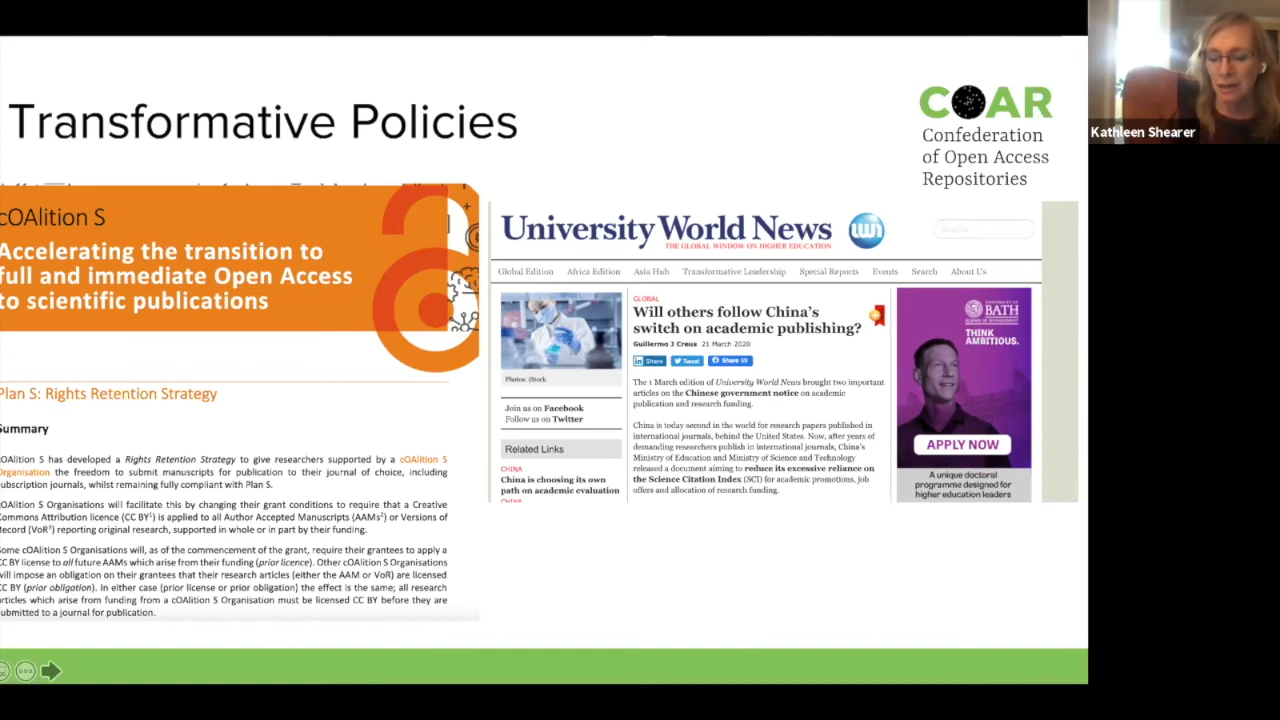 Transformative Policies
COAR
Confederation
of Open Access
Repositories
Kathleen Shearer
cOAlition S
Accelerating the transition to
full and immediate Open Access
to scientific publications
Plan S: Rights Retention Strategy
Summary
cOAlition S has developed a Rights Retention Strategy to give researchers supported by a cOAlition S
Organisation the freedom to submit manuscripts for publication to their journal of choice, including
subscription journals, whilst remaining fully compliant with Plan S.
cOAlition S Organisations will facilitate this by changing their grant conditions to require that a Creative
Commons Attribution licence (CC BY1) is applied to all Author Accepted Manuscripts (AAMs2) or Versions of
Record (VoR3) reporting original research, supported in whole or in part by their funding.
Some cOAlition S Organisations will, as of the commencement of the grant, require their grantees to apply a
CC BY license to all future AAMs which arise from their funding (prior licence). Other cOAlition S Organisations
will impose an obligation on their grantees that their research articles (either the AAM or VoR) are licensed
CC BY (prior obligation). In either case (prior license or prior obligation) the effect is the same; all research
articles which arise from funding from a cOAlition S Organisation must be licensed CC BY before they are
submitted to a journal for publication.
University World News
THE GLOBAL WINDOW ON HIGHER EDUCATION
uwn
Global Edition Africa Edition Asia Hub Transformative Leadership Special Reports Events Search About Us
Photos: iStock
Join us on Facebook
Follow us on Twitter
Related Links
CHINA
China is choosing its own
path on academic evaluation
CHINA
GLOBAL
Will others follow China's
switch on academic publishing?
Guillermo J Creus 21 March 2020
in Share Tweet Share 59
The 1 March edition of University World News brought two important
articles on the Chinese government notice on academic
publication and research funding.
China is today second in the world for research papers published in
international journals, behind the United States. Now, after years of
demanding researchers publish in international journals, China's
Ministry of Education and Ministry of Science and Technology
released a document aiming to reduce its excessive reliance on
the Science Citation Index (SCI) for academic promotions, job
offers and allocation of research funding.
UNIVERSITY OF
BATH
SCHOOL OF MANAGEMENT
THINK
AMBITIOUS.
APPLY NOW
A unique doctoral
programme designed for
higher education leaders